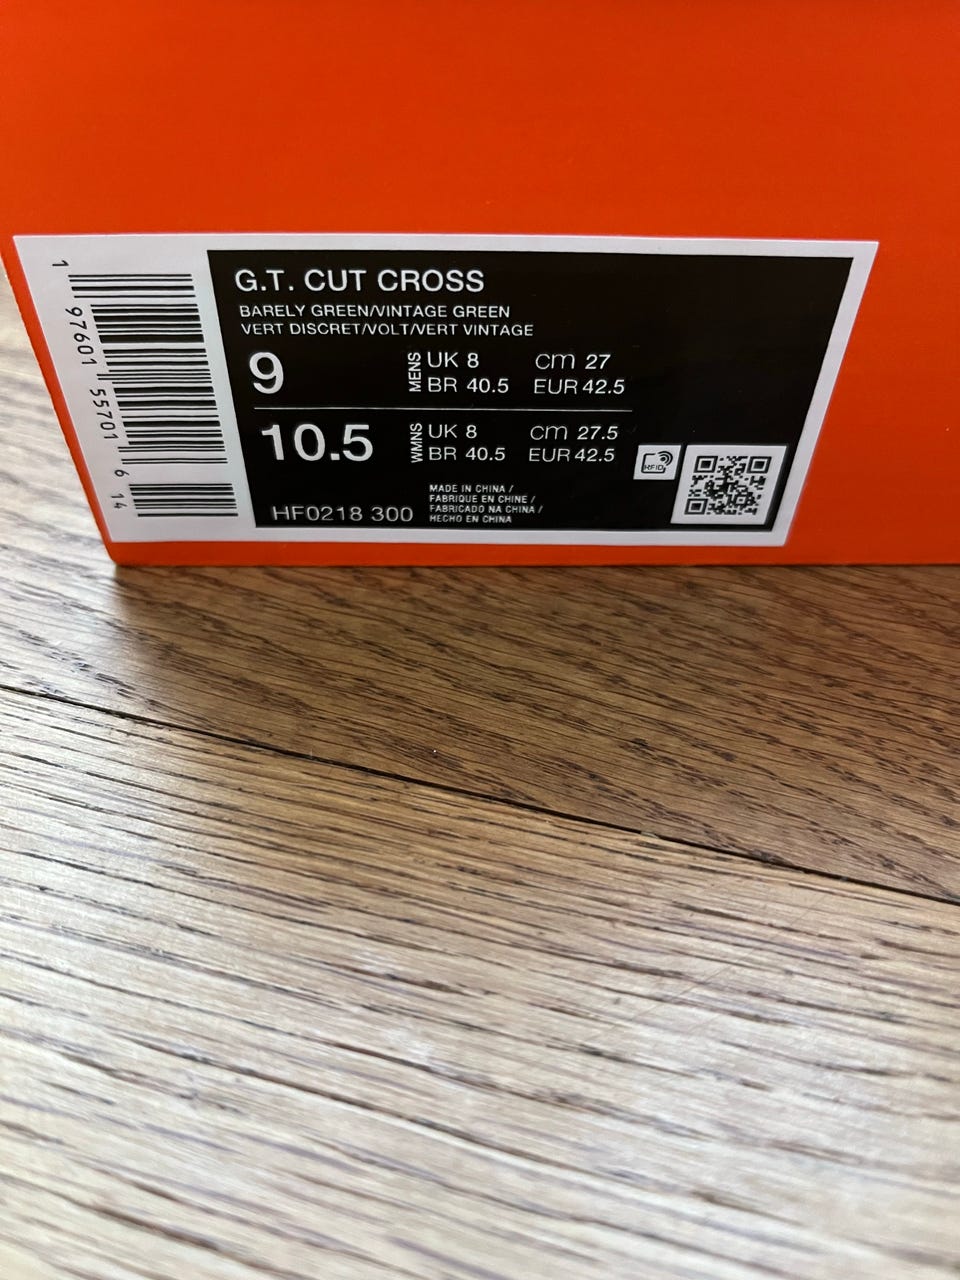 1 97601 55701 6 14
G.T. CUT CROSS
BARELY GREEN/VINTAGE GREEN
VERT DISCRET/VOLT/VERT VINTAGE
9 MENS UK 8 cm 27
BR 40.5 EUR 42.5
10.5 WMNS UK 8 cm 27.5
BR 40.5 EUR 42.5
RFID
HF0218 300
MADE IN CHINA /
FABRIQUE EN CHINE /
FABRICADO NA CHINA /
HECHO EN CHINA